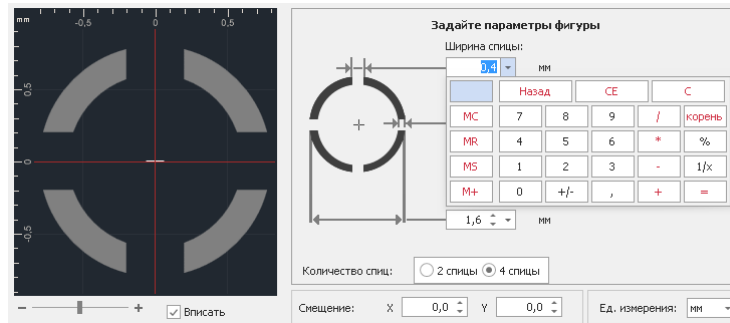 mm
-0,5
0
0,5
0,5
0
-0,5
Вписать
Задайте параметры фигуры
Ширина спицы:
0,4 мм
Назад CE C
MC 7 8 9 / корень
MR 4 5 6 * %
MS 1 2 3 - 1/x
M+ 0 +/- , + =
1,6 мм
Количество спиц: 2 спицы 4 спицы
Смещение: X 0,0 Y 0,0 Ед. измерения: мм